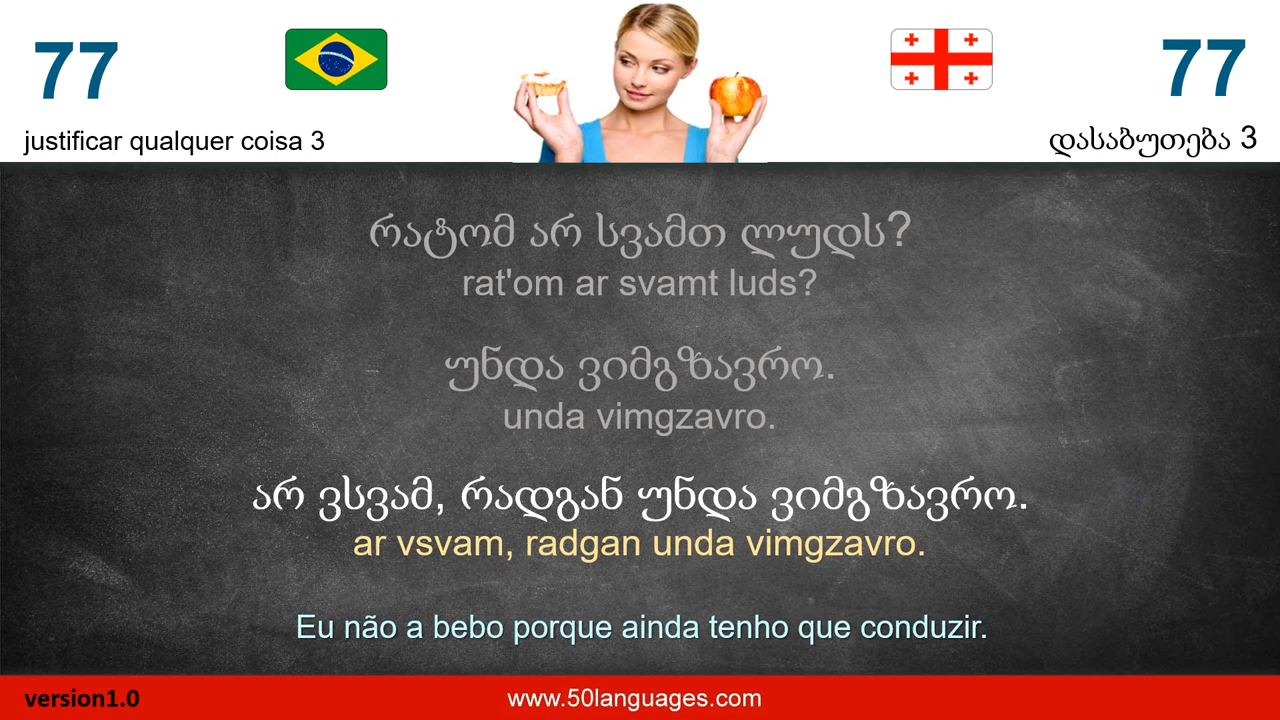 77
77
justificar qualquer coisa 3
დასაბუთება 3
რატომ არ სვამთ ლუდს?
rat'om ar svamt luds?
უნდა ვიმგზავრო.
unda vimgzavro.
არ ვსვამ, რადგან უნდა ვიმგზავრო.
ar vsvam, radgan unda vimgzavro.
Eu não a bebo porque ainda tenho que conduzir.
version1.0
www.50languages.com